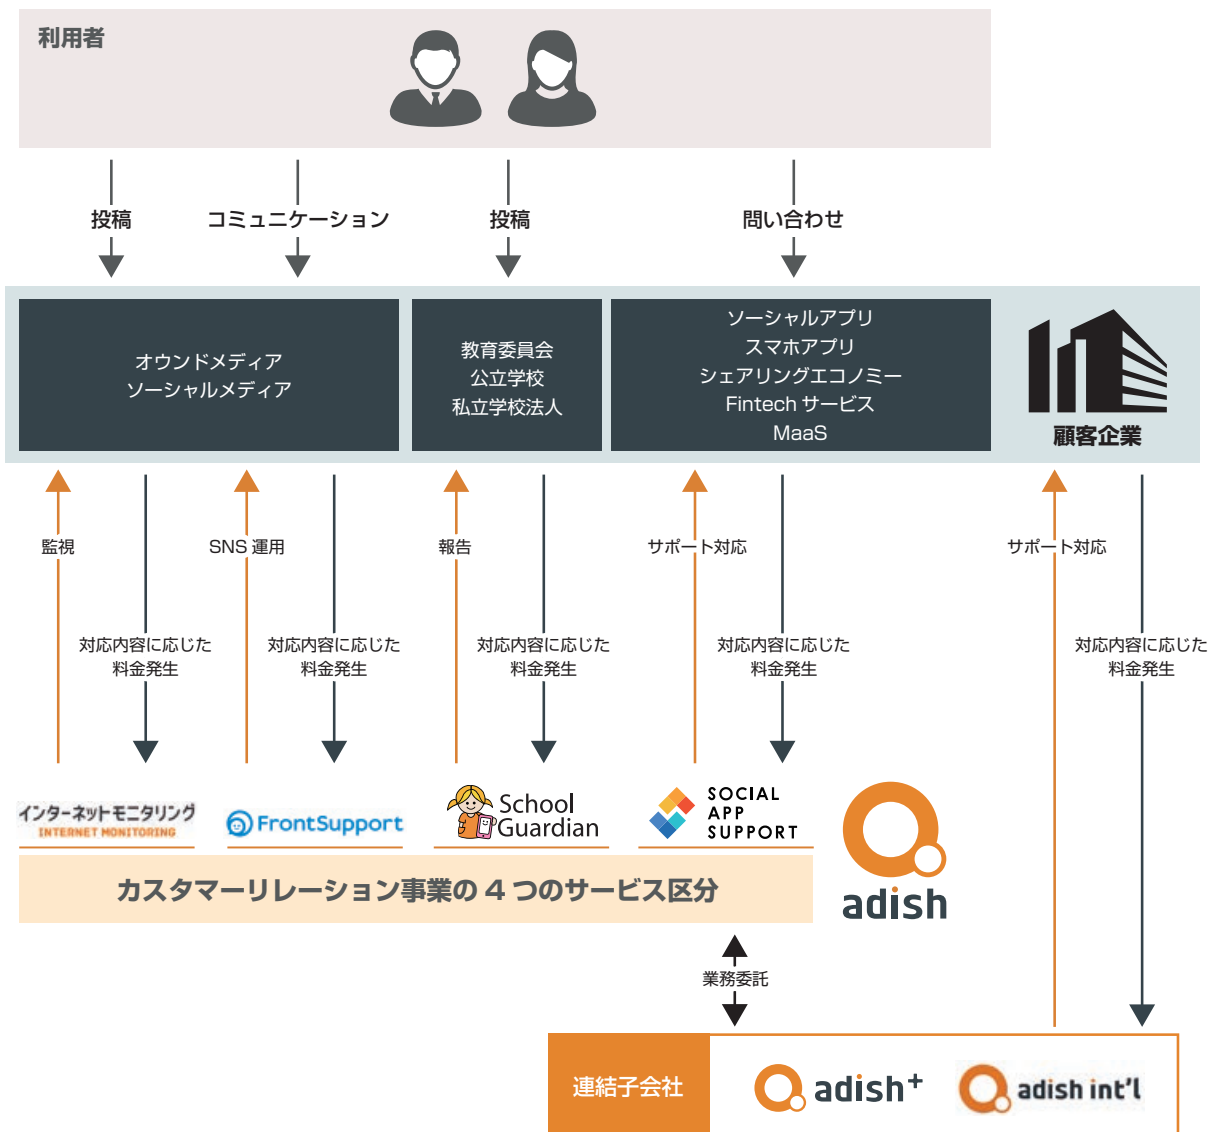 利用者
投稿
コミュニケーション
投稿
問い合わせ
オウンドメディア
ソーシャルメディア
教育委員会
公立学校
私立学校法人
ソーシャルアプリ
スマホアプリ
シェアリングエコノミー
Fintech サービス
MaaS
顧客企業
監視
SNS 運用
報告
サポート対応
サポート対応
対応内容に応じた
料金発生
対応内容に応じた
料金発生
対応内容に応じた
料金発生
対応内容に応じた
料金発生
対応内容に応じた
料金発生
インターネットモニタリング
INTERNET MONITORING
FrontSupport
School
Guardian
SOCIAL
APP
SUPPORT
adish
カスタマーリレーション事業の 4 つのサービス区分
業務委託
連結子会社
adish+
adish int'l